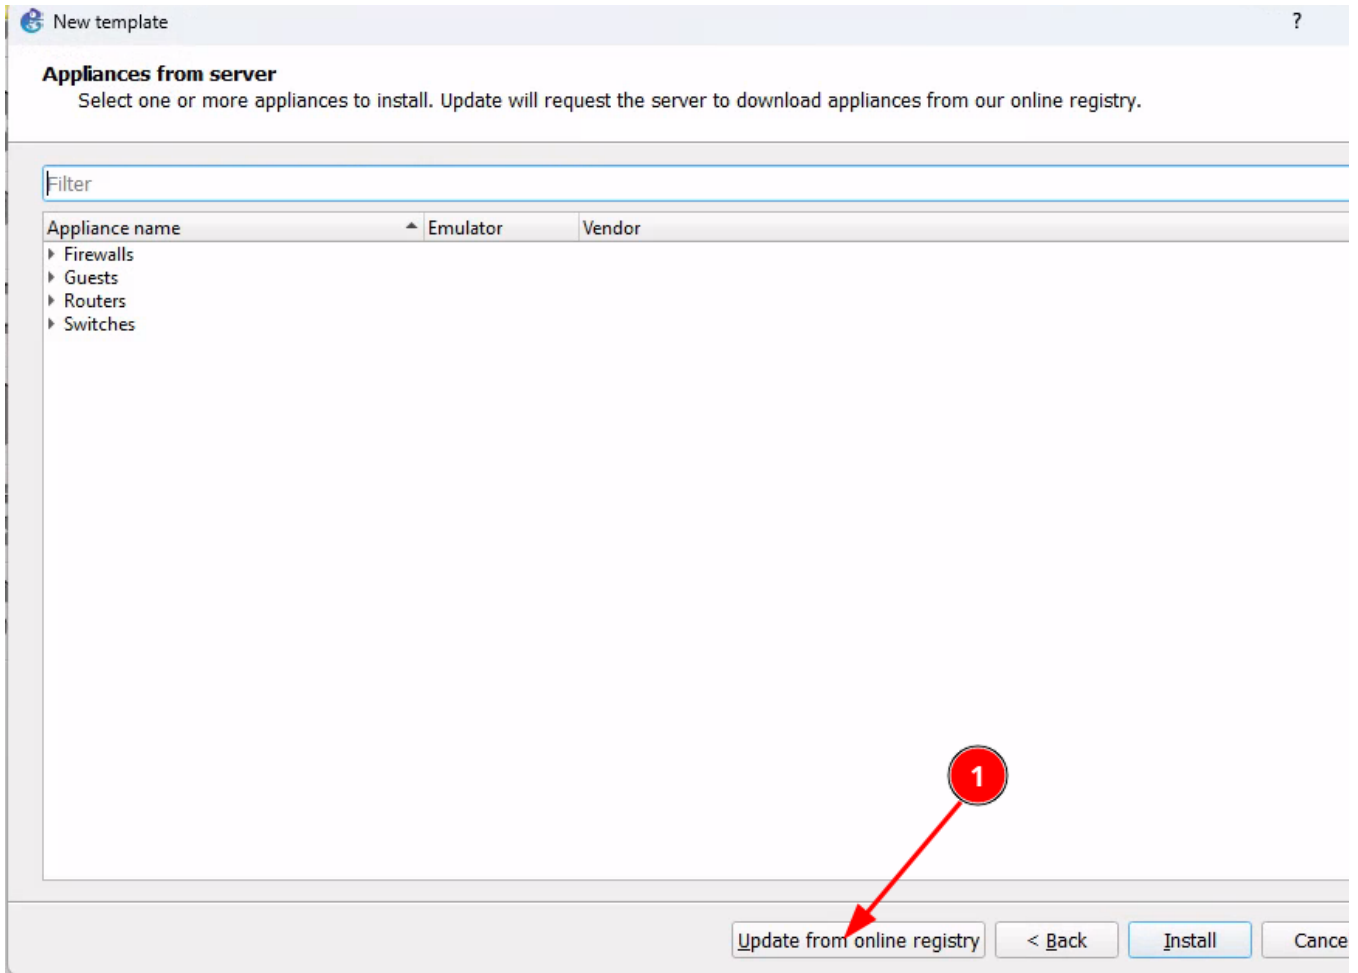 New template
?
Appliances from server
Select one or more appliances to install. Update will request the server to download appliances from our online registry.
Filter
Appliance name Emulator Vendor
Firewalls
Guests
Routers
Switches
1
Update from online registry < Back Install Cance